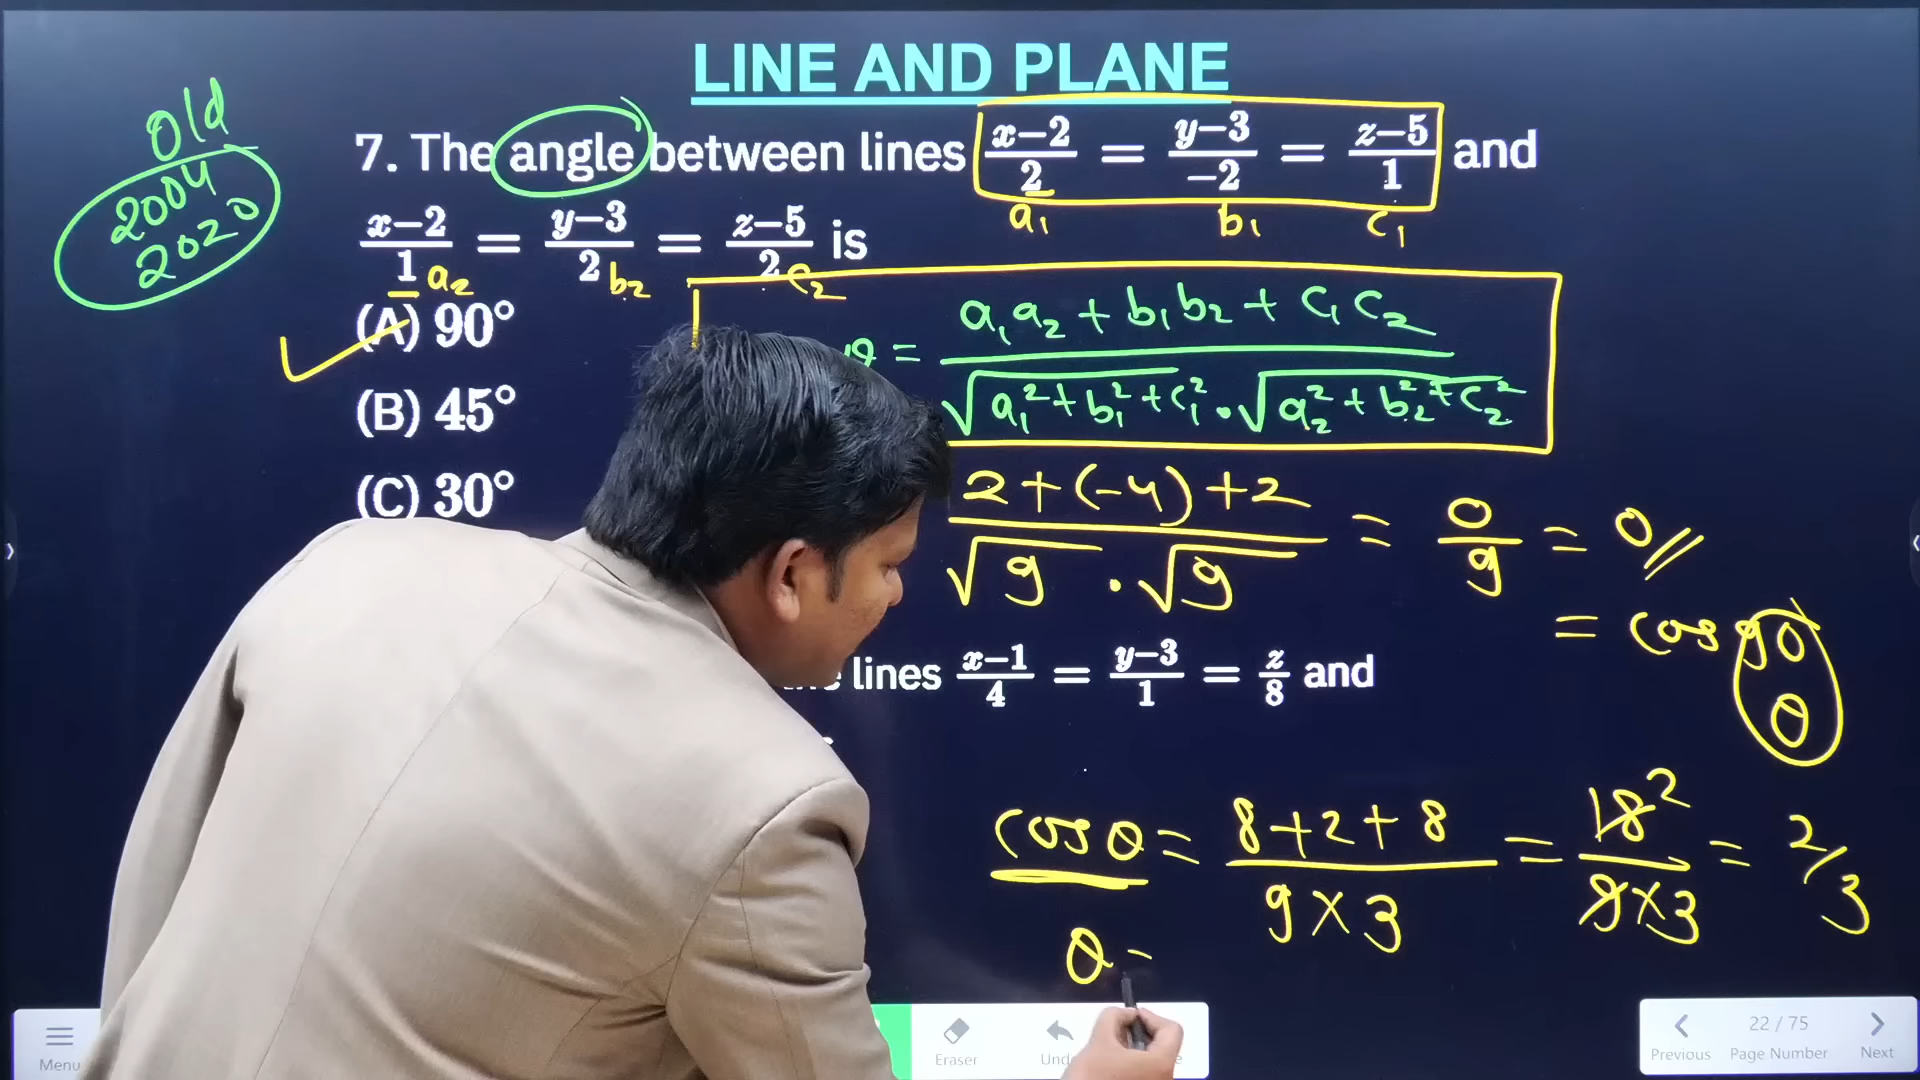 LINE AND PLANE
Old
2004
2020
7. The angle between lines x−2/2 = y−3/−2 = z−5/1 and
a₁ b₁ c₁
x−2/1 = y−3/2 = z−5/2 is
a₂ b₂ c₂
(A) 90°
(B) 45°
(C) 30°
θ = a₁a₂ + b₁b₂ + c₁c₂ / √a₁²+b₁²+c₁² . √a₂²+b₂²+c₂²
2+(−4)+2 / √9 . √9 = 0/9 = 0//
= cos 90
θ
lines x−1/4 = y−3/1 = z/8 and
cosθ = 8+2+8 / 9×3 = 18² / 9×3 = 2/3
θ =
Menu
Eraser
Previous
22 / 75
Page Number
Next